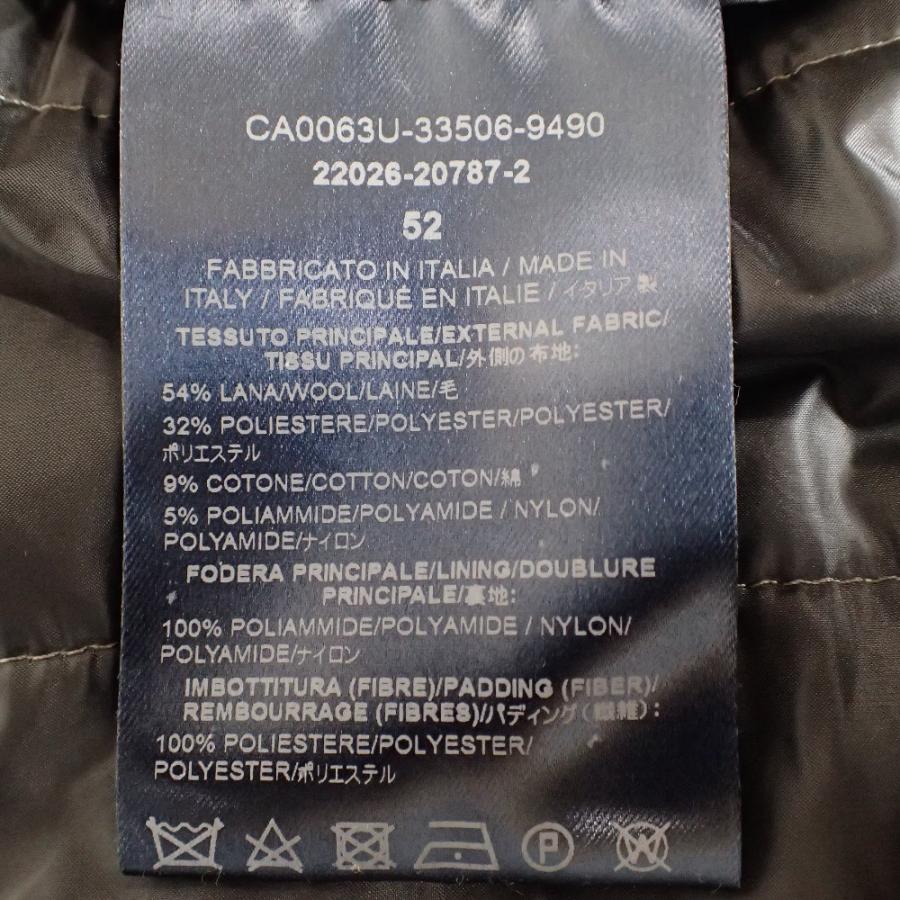 CA0063U-33506-9490
22026-20787-2
52
FABBRICATO IN ITALIA / MADE IN
ITALY / FABRIQUÉ EN ITALIE / イタリア製
TESSUTO PRINCIPALE/EXTERNAL FABRIC/
TISSU PRINCIPAL/外側の布地:
54% LANA/WOOL/LAINE/毛
32% POLIESTERE/POLYESTER/POLYESTER/
ポリエステル
9% COTONE/COTTON/COTON/綿
5% POLIAMMIDE/POLYAMIDE / NYLON/
POLYAMIDE/ナイロン
FODERA PRINCIPALE/LINING/DOUBLURE
PRINCIPALE/裏地:
100% POLIAMMIDE/POLYAMIDE / NYLON/
POLYAMIDE/ナイロン
IMBOTTITURA (FIBRE)/PADDING (FIBER)/
REMBOURRAGE (FIBRES)/パディング(繊維):
100% POLIESTERE/POLYESTER/
POLYESTER/ポリエステル
P W